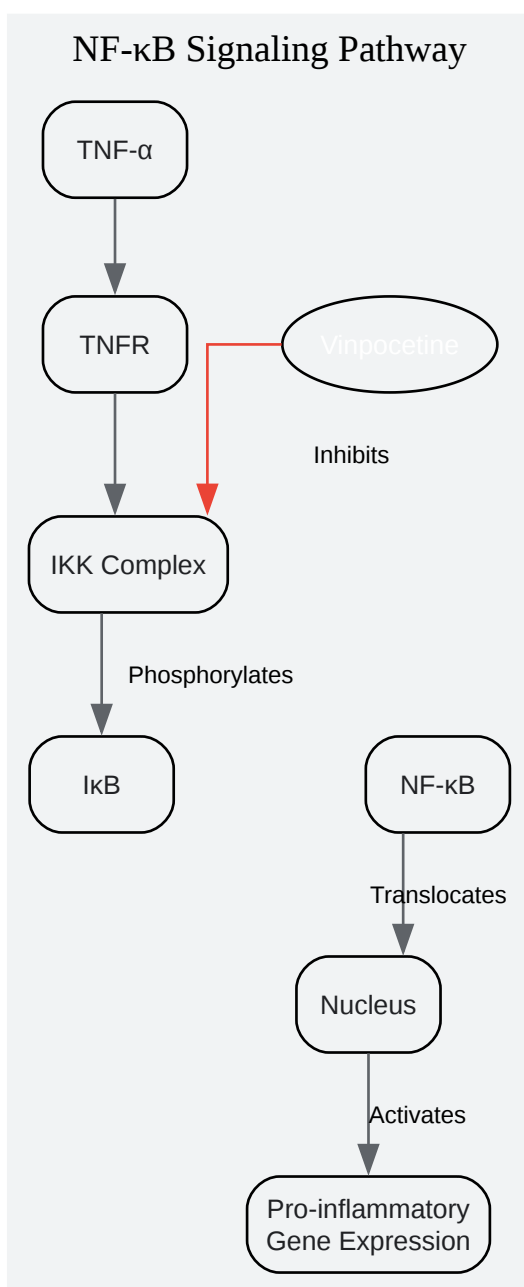 NF-κB Signaling Pathway
TNF-α
TNFR
Vinpocetine
Inhibits
IKK Complex
Phosphorylates
IκB
NF-κB
Translocates
Nucleus
Activates
Pro-inflammatory
Gene Expression